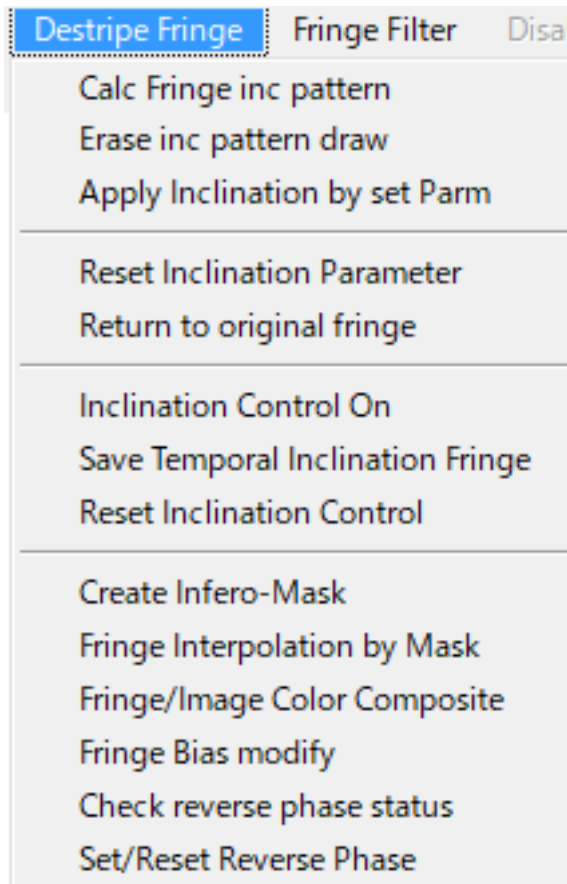 Destripe Fringe Fringe Filter Disa
Calc Fringe inc pattern
Erase inc pattern draw
Apply Inclination by set Parm
Reset Inclination Parameter
Return to original fringe
Inclination Control On
Save Temporal Inclination Fringe
Reset Inclination Control
Create Infero-Mask
Fringe Interpolation by Mask
Fringe/Image Color Composite
Fringe Bias modify
Check reverse phase status
Set/Reset Reverse Phase